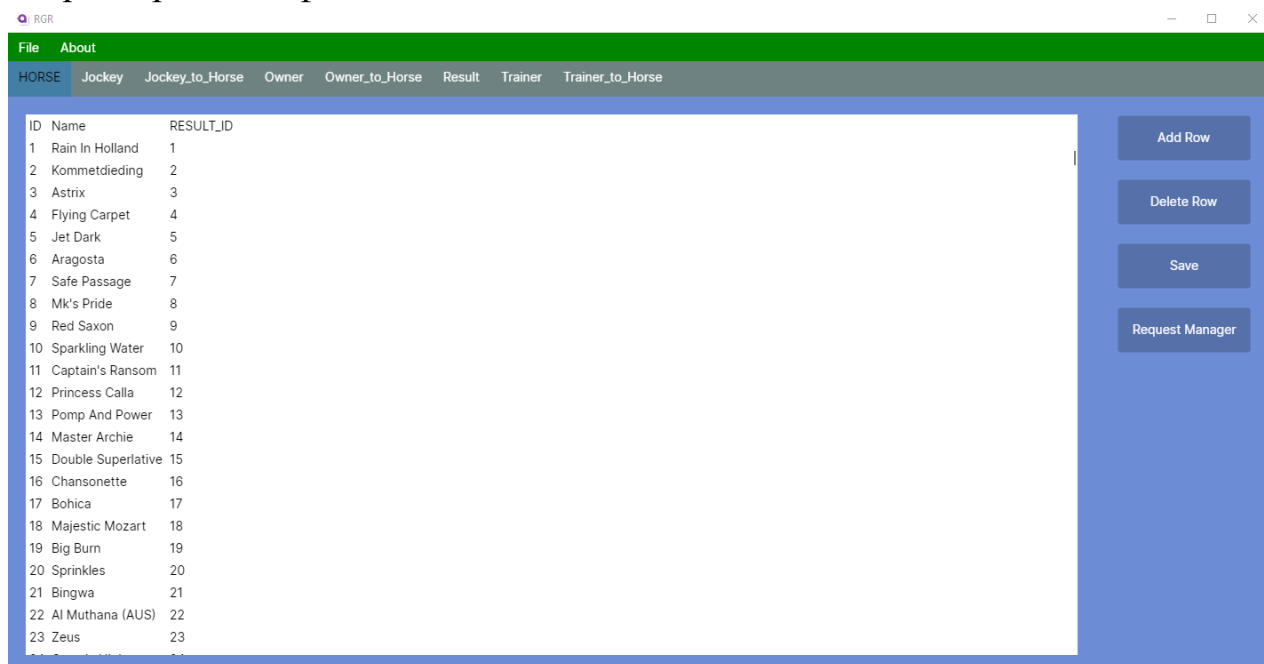 RGR
File About
HORSE Jockey Jockey_to_Horse Owner Owner_to_Horse Result Trainer Trainer_to_Horse
ID Name RESULT_ID
1 Rain In Holland 1
2 Kommetdieding 2
3 Astrix 3
4 Flying Carpet 4
5 Jet Dark 5
6 Aragosta 6
7 Safe Passage 7
8 Mk's Pride 8
9 Red Saxon 9
10 Sparkling Water 10
11 Captain's Ransom 11
12 Princess Calla 12
13 Pomp And Power 13
14 Master Archie 14
15 Double Superlative 15
16 Chansonette 16
17 Bohica 17
18 Majestic Mozart 18
19 Big Burn 19
20 Sprinkles 20
21 Bingwa 21
22 Al Muthana (AUS) 22
23 Zeus 23
Add Row
Delete Row
Save
Request Manager